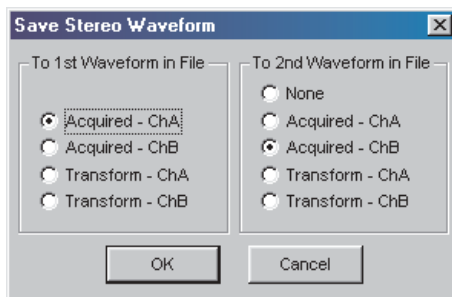 Save Stereo Waveform
To 1st Waveform in File
Acquired - ChA
Acquired - ChB
Transform - ChA
Transform - ChB
To 2nd Waveform in File
None
Acquired - ChA
Acquired - ChB
Transform - ChA
Transform - ChB
OK
Cancel